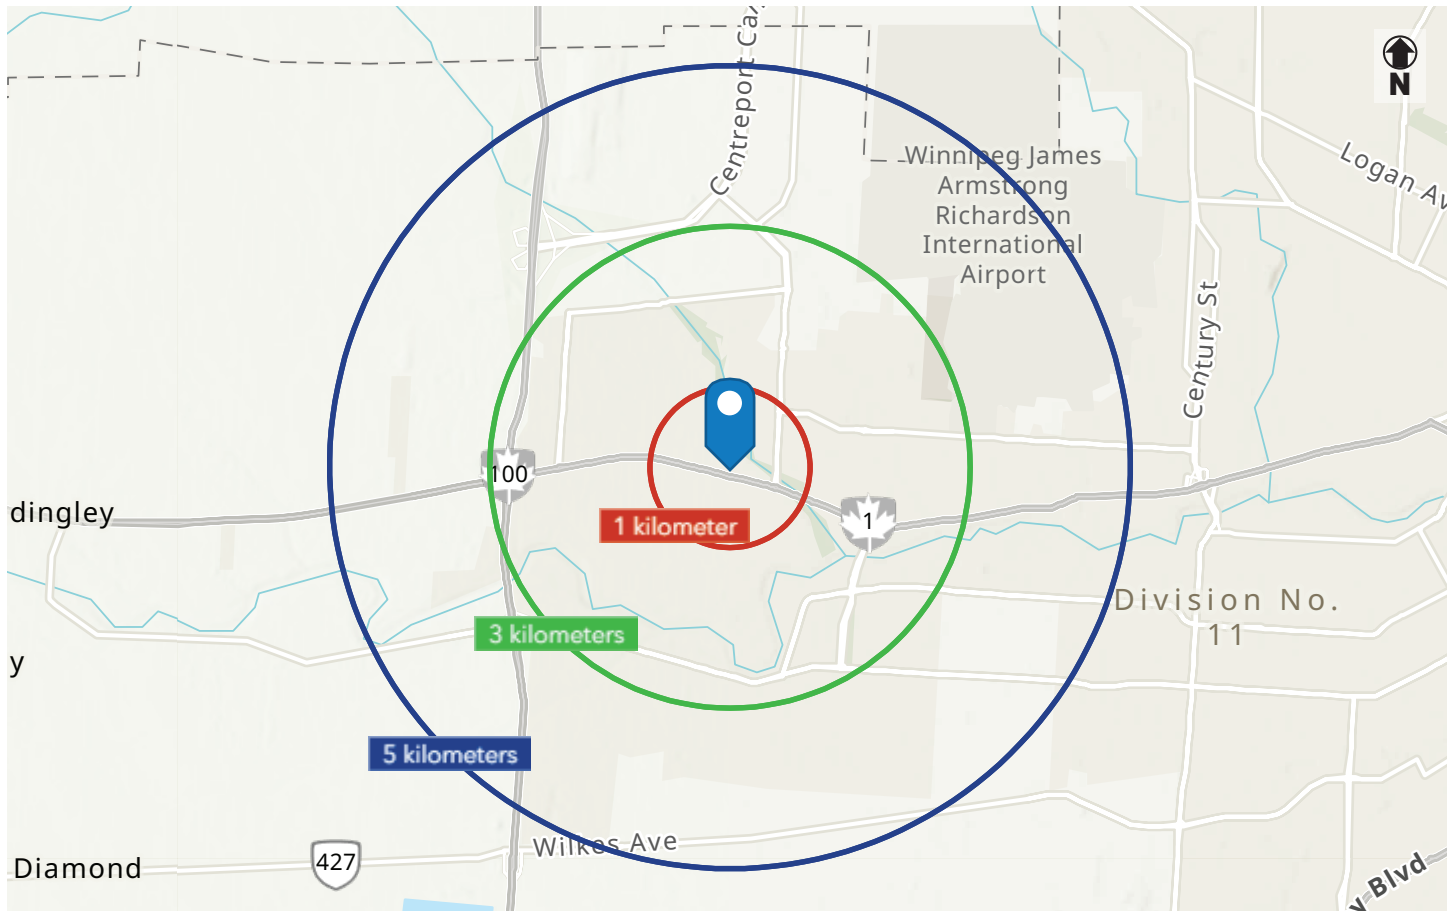 Centreport Ca
N
Winnipeg James
Armstrong
Richardson
International
Airport
Logan Av
Century St
100
dingley
1
1 kilometer
Division No.
11
3 kilometers
y
5 kilometers
Wilkes Ave
427
Diamond
y Blvd